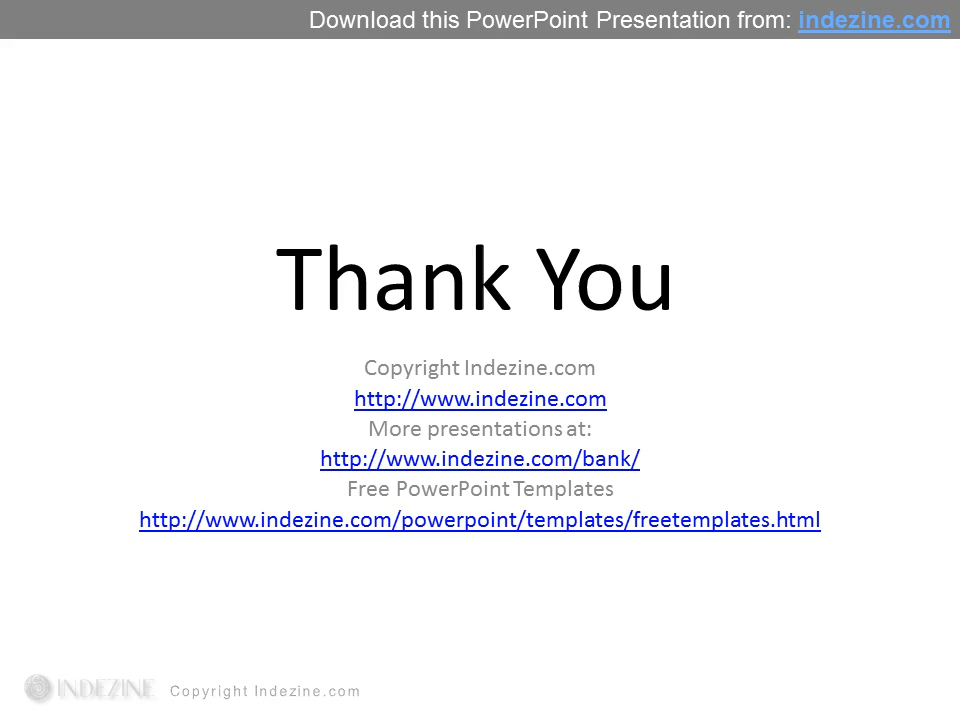 Download this PowerPoint Presentation from: indezine.com
Thank You
Copyright Indezine.com
http://www.indezine.com
More presentations at:
http://www.indezine.com/bank/
Free PowerPoint Templates
http://www.indezine.com/powerpoint/templates/freetemplates.html
INDEZINE Copyright Indezine.com